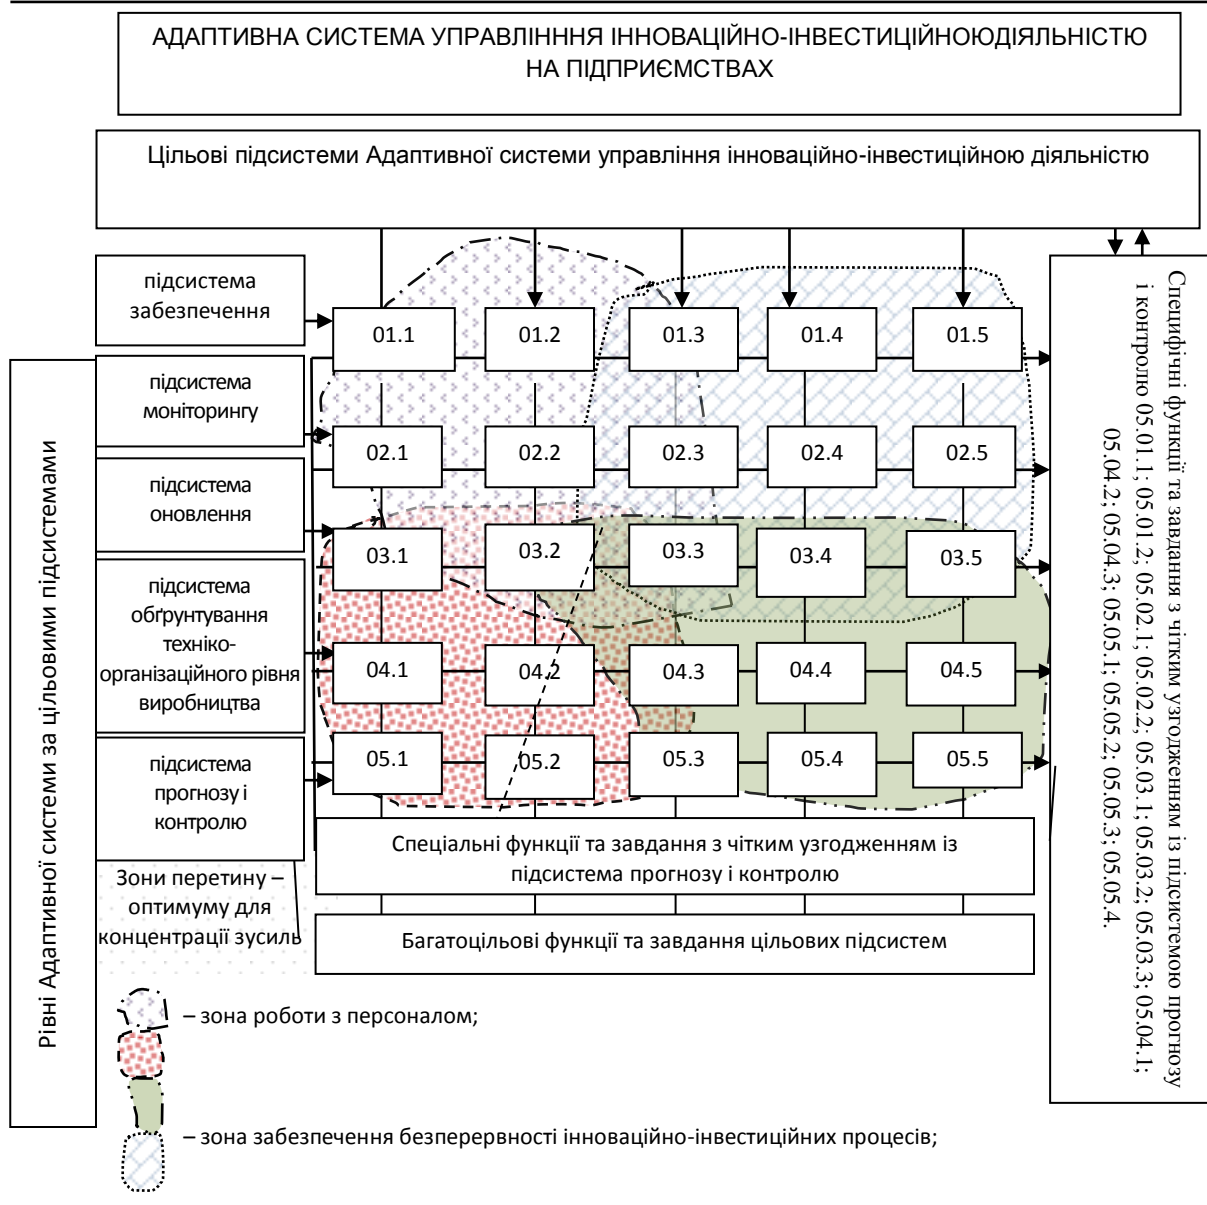 АДАПТИВНА СИСТЕМА УПРАВЛІНННЯ ІННОВАЦІЙНО-ІНВЕСТИЦІЙНОЮДІЯЛЬНІСТЮ
НА ПІДПРИЄМСТВАХ
Цільові підсистеми Адаптивної системи управління інноваційно-інвестиційною діяльністю
Рівні Адаптивної системи за цільовими підсистемами
підсистема
забезпечення
01.1 01.2 01.3 01.4 01.5
підсистема
моніторингу
02.1 02.2 02.3 02.4 02.5
підсистема
оновлення
03.1 03.2 03.3 03.4 03.5
підсистема
обґрунтування
техніко-
організаційного рівня
виробництва
04.1 04.2 04.3 04.4 04.5
підсистема
прогнозу і
контролю
05.1 05.2 05.3 05.4 05.5
Специфічні функції та завдання з чітким узгодженням із підсистемою прогнозу
і контролю 05.01.1; 05.01.2; 05.02.1; 05.02.2; 05.03.1; 05.03.2; 05.03.3; 05.04.1;
05.04.2; 05.04.3; 05.05.1; 05.05.2; 05.05.3; 05.05.4.
Спеціальні функції та завдання з чітким узгодженням із
підсистема прогнозу і контролю
Зони перетину –
оптимуму для
концентрації зусиль
Багатоцільові функції та завдання цільових підсистем
– зона роботи з персоналом;
– зона забезпечення безперервності інноваційно-інвестиційних процесів;